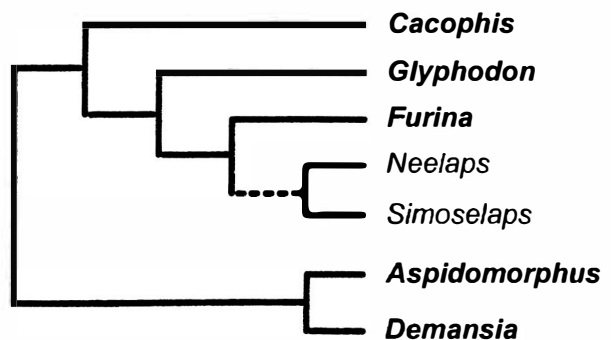 Cacophis
Glyphodon
Furina
Neelaps
Simoselaps
Aspidomorphus
Demansia